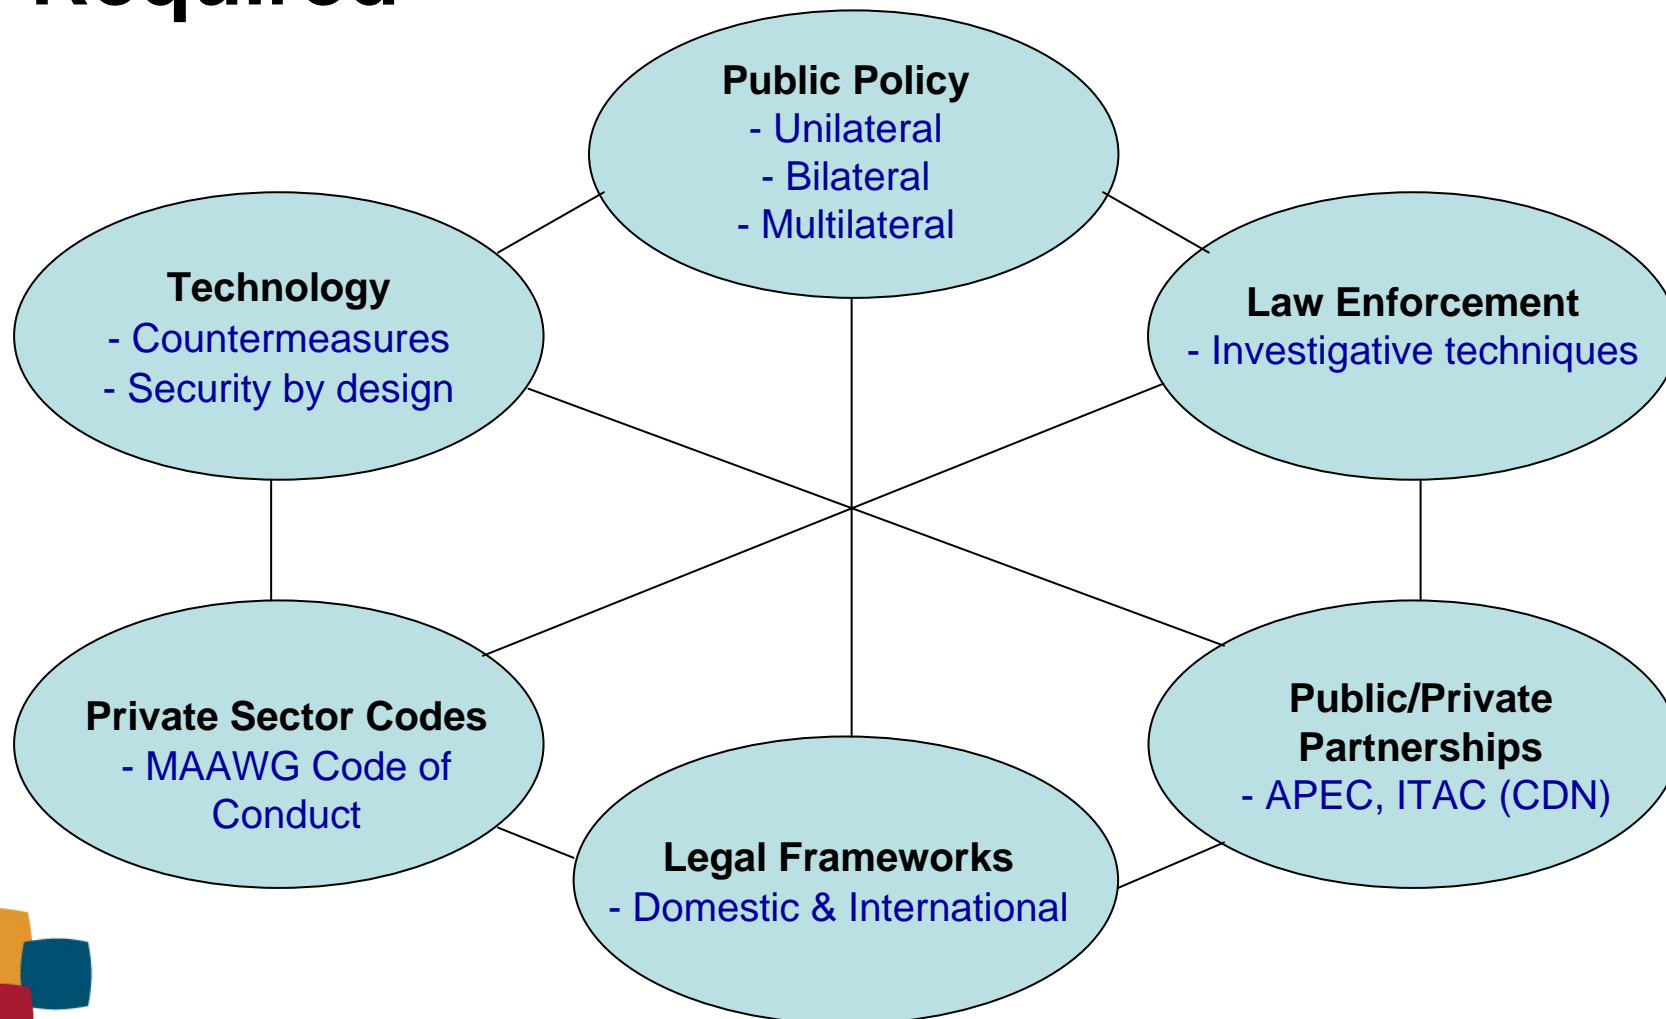 Required
Public Policy
- Unilateral
- Bilateral
- Multilateral
Technology
- Countermeasures
- Security by design
Law Enforcement
- Investigative techniques
Private Sector Codes
- MAAWG Code of
Conduct
Public/Private
Partnerships
- APEC, ITAC (CDN)
Legal Frameworks
- Domestic & International